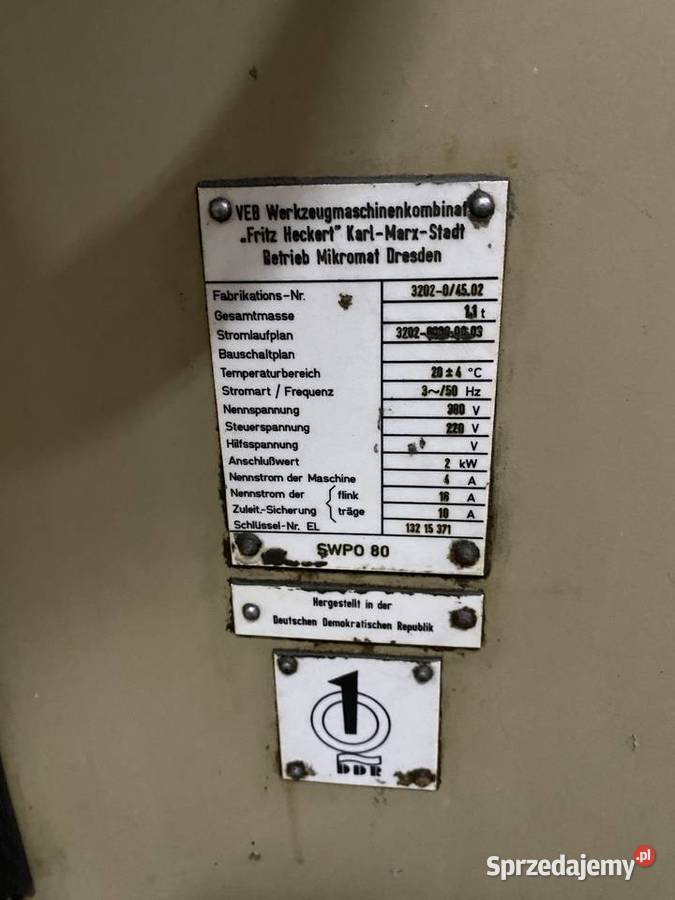 VEB Werkzeugmaschinenkombinat
„Fritz Heckert" Karl-Marx-Stadt
Betrieb Mikromat Dresden
Fabrikations-Nr. 3202-0/45.02
Gesamtmasse 1,1 t
Stromlaufplan 3202-
Bauschaltplan
Temperaturbereich 20 ± 4 °C
Stromart / Frequenz 3~/50 Hz
Nennspannung 380 V
Steuerspannung 220 V
Hilfsspannung V
Anschlußwert 2 kW
Nennstrom der Maschine 4 A
Nennstrom der flink 16 A
Zuleit.-Sicherung träge 10 A
Schlüssel-Nr. EL 132 15 371
SWPO 80
Hergestellt in der
Deutschen Demokratischen Republik
1
DDR
Sprzedajemy.pl